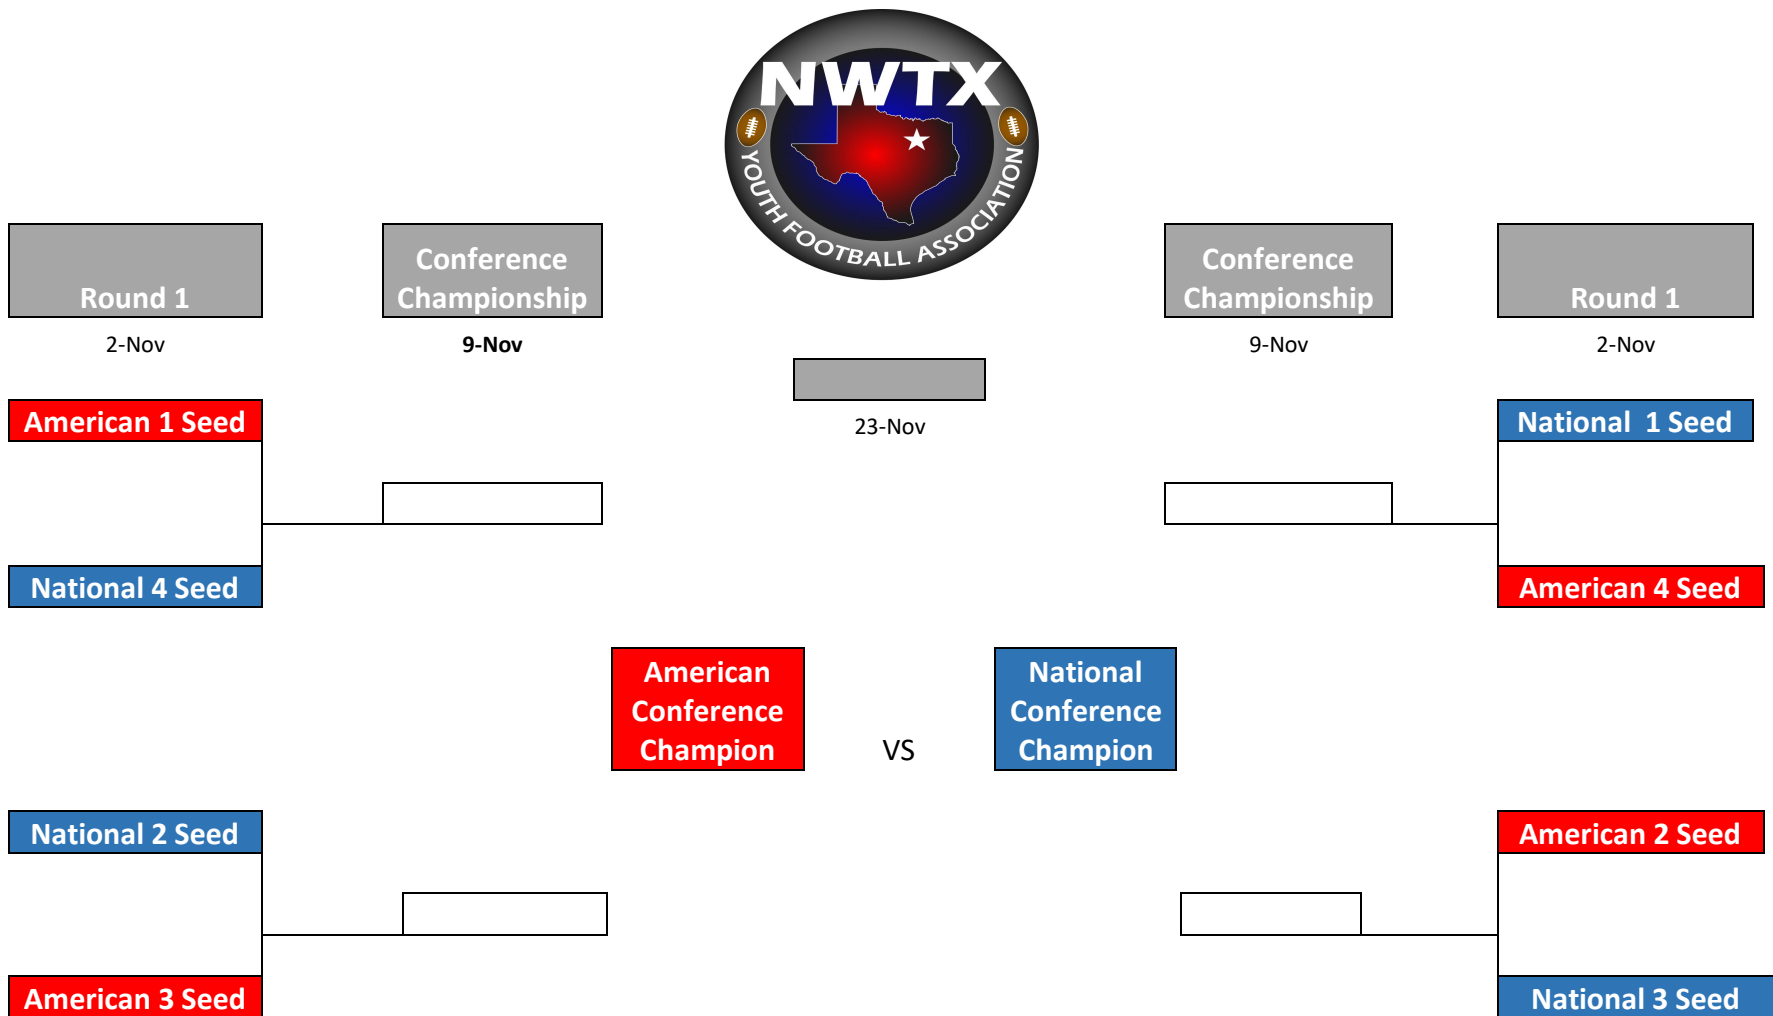 NWTX
YOUTH FOOTBALL ASSOCIATION
Round 1
Conference
Championship
Conference
Championship
Round 1
2-Nov
9-Nov
9-Nov
2-Nov
23-Nov
American 1 Seed
National  1 Seed
National 4 Seed
American 4 Seed
American
Conference
Champion
VS
National
Conference
Champion
National 2 Seed
American 2 Seed
American 3 Seed
National 3 Seed